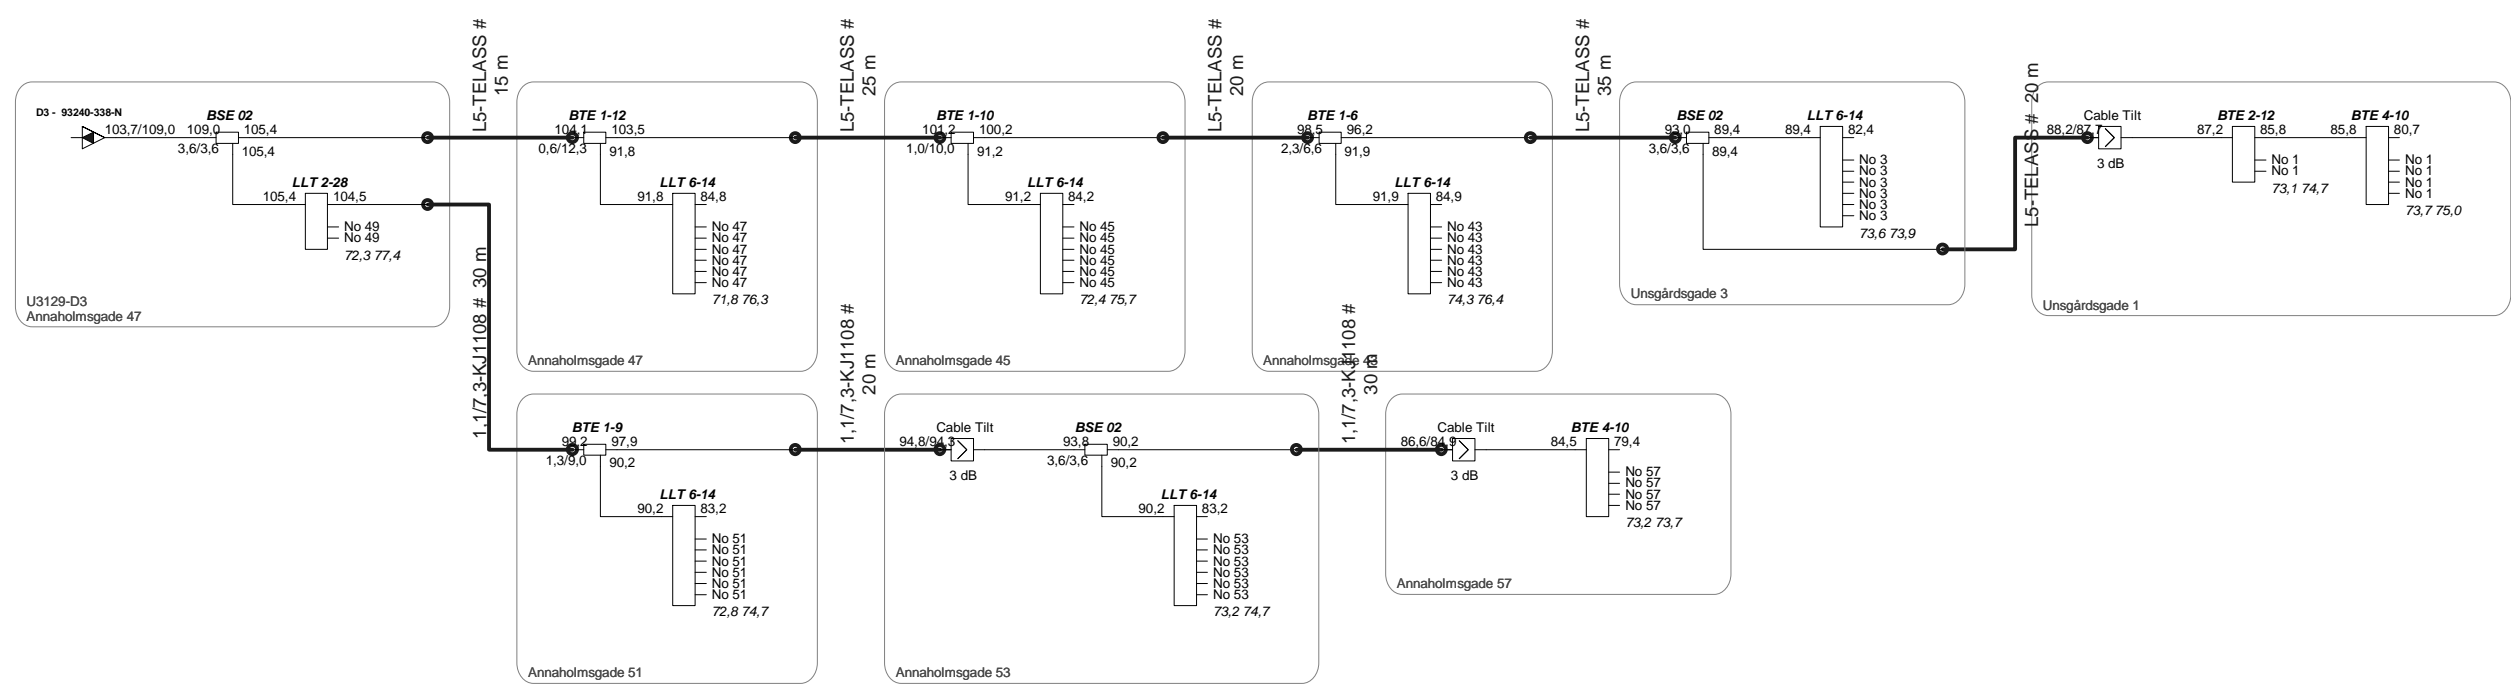 L5-TELASS #
15 m
L5-TELASS #
25 m
L5-TELASS #
20 m
L5-TELASS #
35 m
L5-TELASS # 20 m
D3 - 93240-338-N
103,7/109,0
BSE 02
109,0
105,4
3,6/3,6
105,4
LLT 2-28
105,4
104,5
No 49
No 49
72,3 77,4
U3129-D3
Annaholmsgade 47
BTE 1-12
104,1
103,5
0,6/12,3
91,8
LLT 6-14
91,8
84,8
No 47
No 47
No 47
No 47
No 47
No 47
71,8 76,3
Annaholmsgade 47
BTE 1-10
101,2
100,2
1,0/10,0
91,2
LLT 6-14
91,2
84,2
No 45
No 45
No 45
No 45
No 45
No 45
72,4 75,7
Annaholmsgade 45
BTE 1-6
98,5
96,2
2,3/6,6
91,9
LLT 6-14
91,9
84,9
No 43
No 43
No 43
No 43
No 43
No 43
74,3 76,4
Annaholmsgade 43
BSE 02
93,0
89,4
3,6/3,6
89,4
LLT 6-14
89,4
82,4
No 3
No 3
No 3
No 3
No 3
No 3
73,6 73,9
Unsgårdsgade 3
88,2/87,7
Cable Tilt
3 dB
BTE 2-12
87,2
85,8
No 1
No 1
73,1 74,7
BTE 4-10
85,8
80,7
No 1
No 1
No 1
No 1
73,7 75,0
Unsgårdsgade 1
1,1/7,3-KJ1108 # 30 m
1,1/7,3-KJ1108 #
20 m
1,1/7,3-KJ1108 #
30 m
BTE 1-9
99,2
97,9
1,3/9,0
90,2
LLT 6-14
90,2
83,2
No 51
No 51
No 51
No 51
No 51
No 51
72,8 74,7
Annaholmsgade 51
94,8/94,3
Cable Tilt
3 dB
BSE 02
93,8
90,2
3,6/3,6
90,2
LLT 6-14
90,2
83,2
No 53
No 53
No 53
No 53
No 53
No 53
73,2 74,7
Annaholmsgade 53
86,6/84,9
Cable Tilt
3 dB
BTE 4-10
84,5
79,4
No 57
No 57
No 57
No 57
73,2 73,7
Annaholmsgade 57